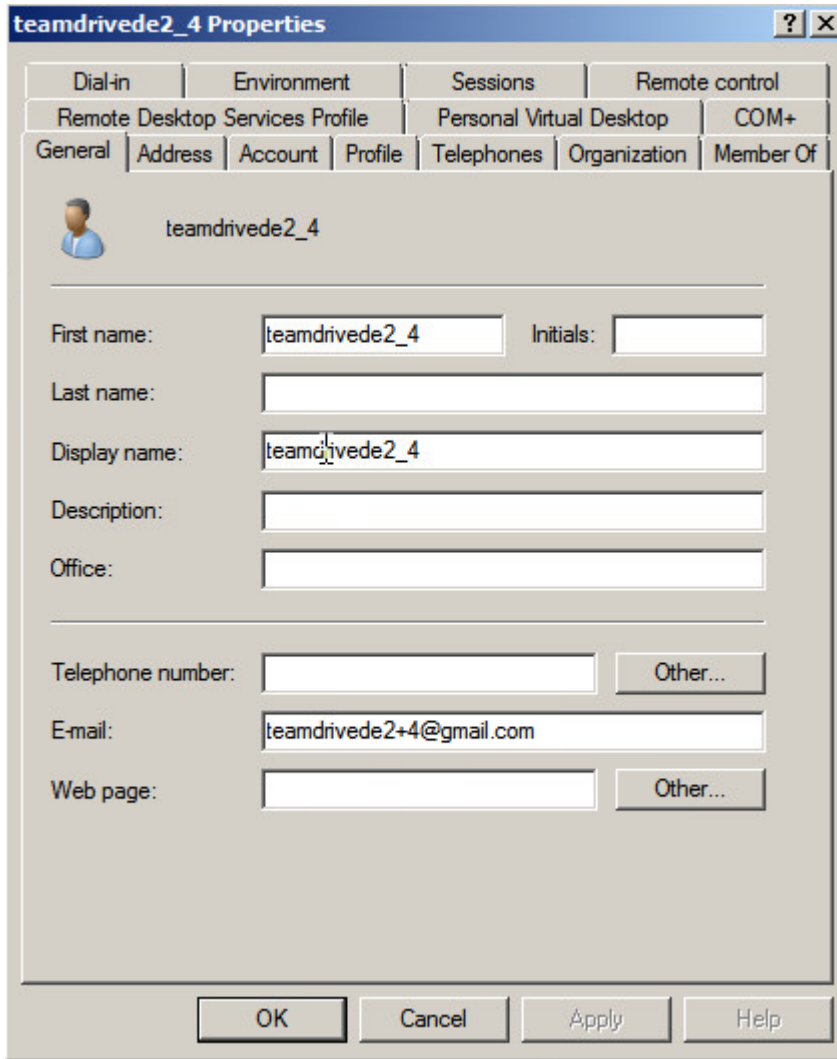 teamdrivede2_4 Properties
Dial-in Environment Sessions Remote control
Remote Desktop Services Profile Personal Virtual Desktop COM+
General Address Account Profile Telephones Organization Member Of
teamdrivede2_4
First name: teamdrivede2_4 Initials:
Last name:
Display name: teamdrivede2_4
Description:
Office:
Telephone number: Other...
E-mail: teamdrivede2+4@gmail.com
Web page: Other...
OK Cancel Apply Help